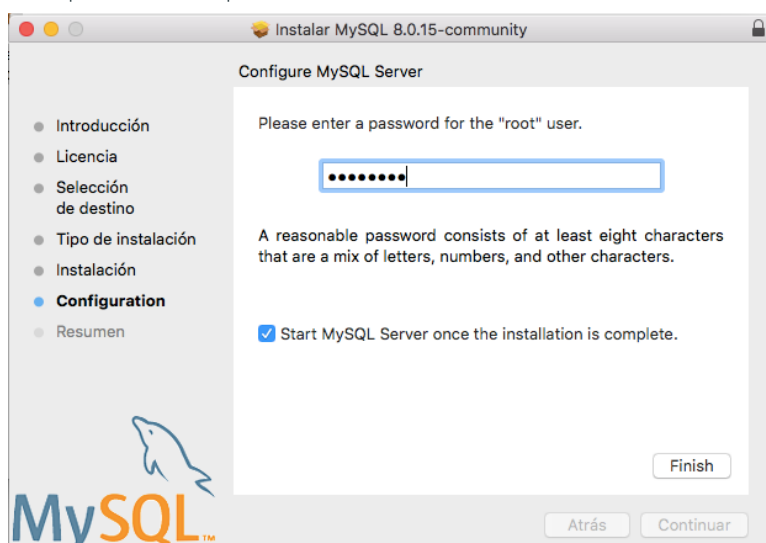 Instalar MySQL 8.0.15-community
Configure MySQL Server
Introducción
Licencia
Selección
de destino
Tipo de instalación
Instalación
Configuration
Resumen
Please enter a password for the "root" user.
A reasonable password consists of at least eight characters
that are a mix of letters, numbers, and other characters.
Start MySQL Server once the installation is complete.
Finish
MySQL™
Atrás
Continuar